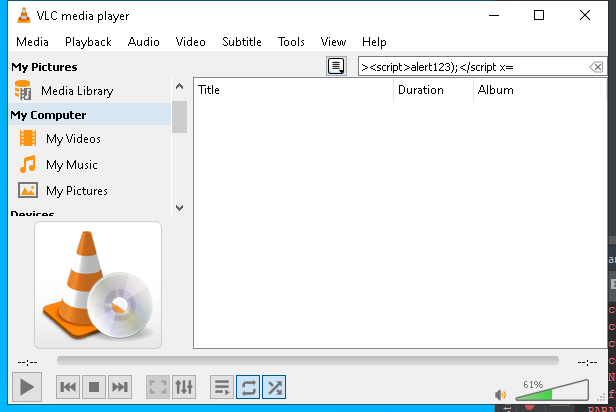 VLC media player
Media Playback Audio Video Subtitle Tools View Help
My Pictures
><script>alert123);</script x=
Media Library
Title Duration Album
My Computer
My Videos
My Music
My Pictures
Devices
--:-- --:--
61%